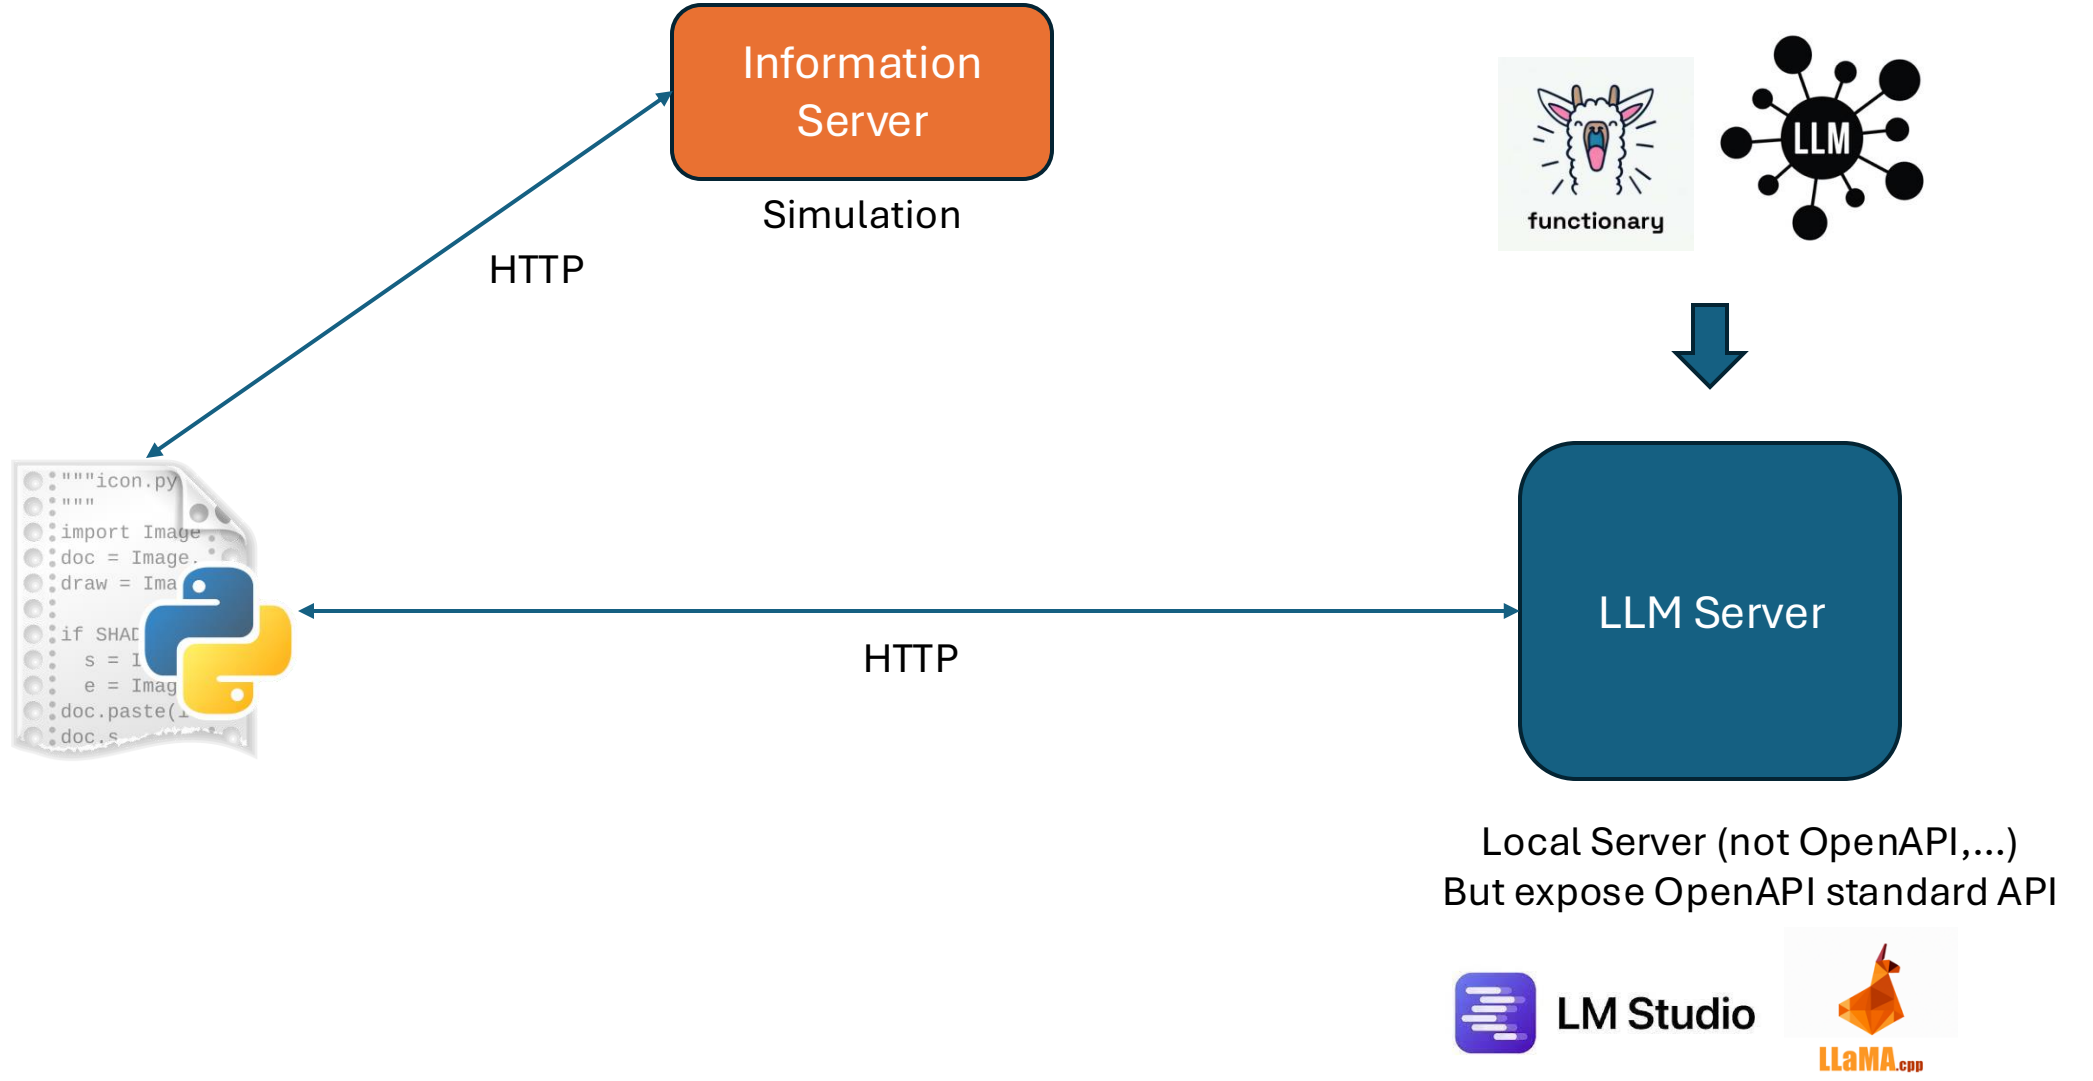 Information
Server
Simulation
HTTP
functionary
LLM
"""icon.py
"""
import Image
doc = Image.
draw = Ima
if SHAD
s = I
e = Imag
doc.paste(1
doc.s
HTTP
LLM Server
Local Server (not OpenAPI,...)
But expose OpenAPI standard API
LM Studio
LLaMA.cpp